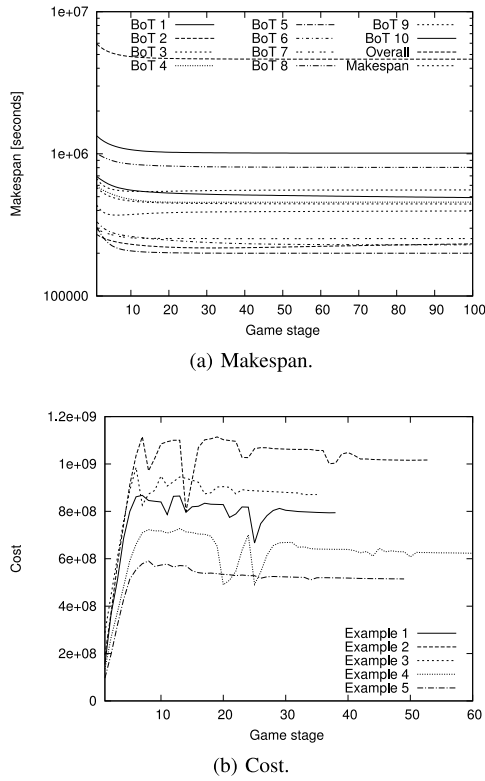 1e+07
BoT 1
BoT 2
BoT 3
BoT 4
BoT 5
BoT 6
BoT 7
BoT 8
BoT 9
BoT 10
Overall
Makespan
Makespan [seconds]
1e+06
100000
10 20 30 40 50 60 70 80 90 100
Game stage
(a) Makespan.
1.2e+09
1e+09
8e+08
6e+08
4e+08
2e+08
0
Cost
Example 1
Example 2
Example 3
Example 4
Example 5
10 20 30 40 50 60
Game stage
(b) Cost.